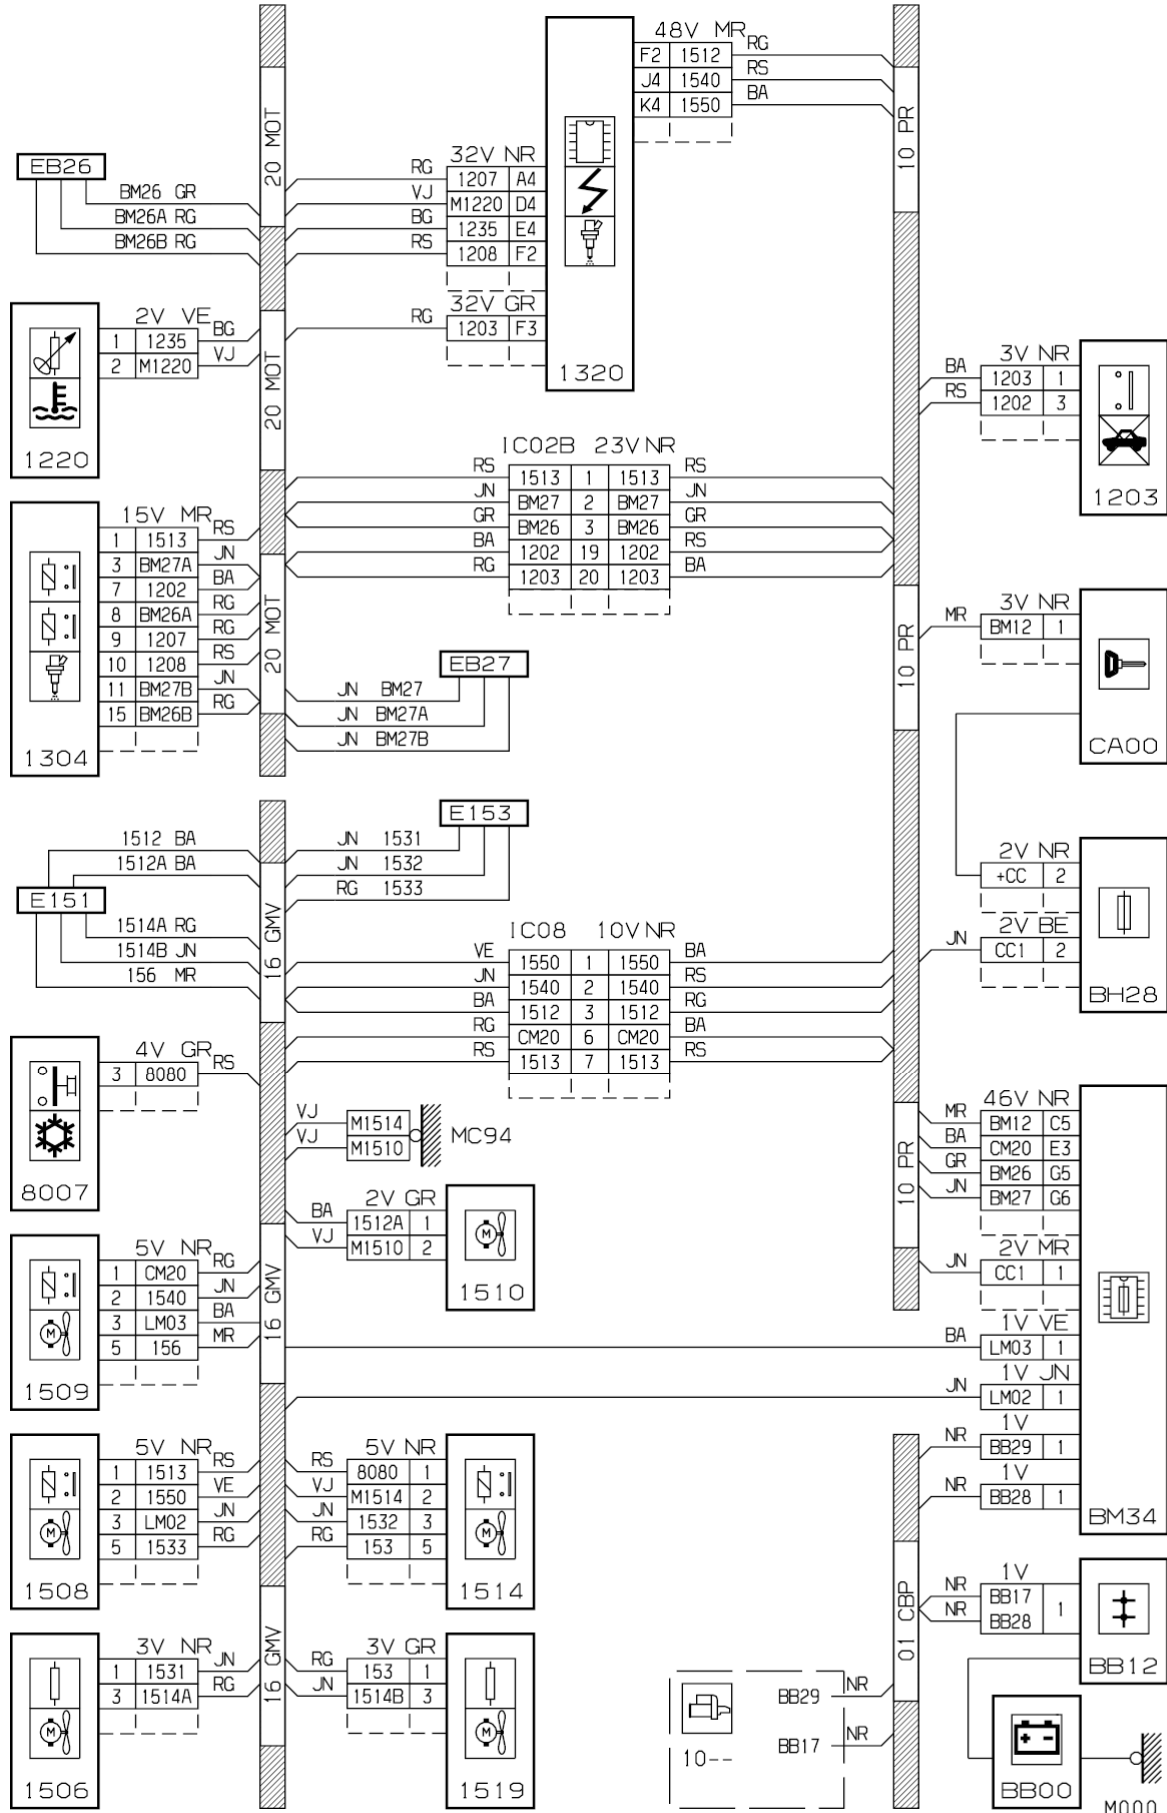 48V MR
F2 1512 RG
J4 1540 RS
K4 1550 BA
20 MOT
10 PR
EB26
BM26 GR
BM26A RG
BM26B RG
32V NR
RG 1207 A4
VJ M1220 D4
BG 1235 E4
RS 1208 F2
32V GR
RG 1203 F3
1320
2V VE
1 1235 BG
2 M1220 VJ
1220
20 MOT
3V NR
BA 1203 1
RS 1202 3
1203
IC02B 23V NR
RS 1513 1 1513 RS
JN BM27 2 BM27 JN
GR BM26 3 BM26 GR
BA 1202 19 1202 RS
RG 1203 20 1203 BA
15V MR
1 1513 RS
3 BM27A JN
7 1202 BA
8 BM26A RG
9 1207 RG
10 1208 RS
11 BM27B JN
15 BM26B RG
1304
20 MOT
10 PR
3V NR
MR BM12 1
CA00
EB27
JN BM27
JN BM27A
JN BM27B
E153
JN 1531
JN 1532
RG 1533
1512 BA
1512A BA
E151
1514A RG
1514B JN
156 MR
16 GMV
2V NR
+CC 2
2V BE
JN CC1 2
BH28
IC08 10V NR
VE 1550 1 1550 BA
JN 1540 2 1540 RS
BA 1512 3 1512 RG
RG CM20 6 CM20 BA
RS 1513 7 1513 RS
4V GR
3 8080 RS
8007
VJ M1514
VJ M1510
MC94
10 PR
46V NR
MR BM12 C5
BA CM20 E3
GR BM26 G5
JN BM27 G6
2V MR
JN CC1 1
1V VE
BA LM03 1
1V JN
JN LM02 1
1V
NR BB29 1
1V
NR BB28 1
BM34
2V GR
BA 1512A 1
VJ M1510 2
1510
5V NR
1 CM20 RG
2 1540 JN
3 LM03 BA
5 156 MR
1509
16 GMV
5V NR
1 1513 RS
2 1550 VE
3 LM02 JN
5 1533 RG
1508
5V NR
RS 8080 1
VJ M1514 2
JN 1532 3
RG 153 5
1514
01 CBP
1V
NR BB17
NR BB28
1
BB12
3V NR
1 1531 JN
3 1514A RG
1506
16 GMV
3V GR
RG 153 1
JN 1514B 3
1519
BB29 NR
BB17 NR
10--
BB00
M000